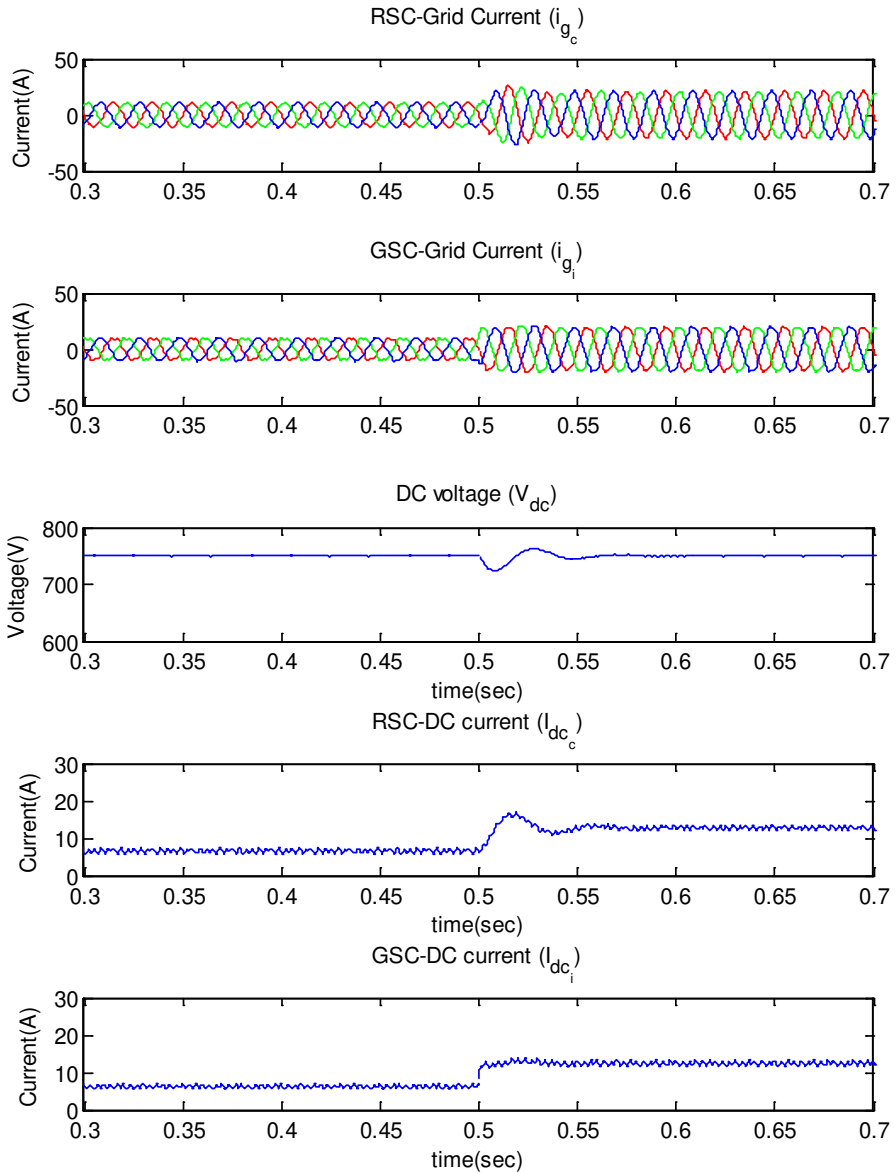 RSC-Grid Current (i_g_c)
50
0
-50
Current(A)
0.3 0.35 0.4 0.45 0.5 0.55 0.6 0.65 0.7
GSC-Grid Current (i_g_i)
50
0
-50
Current(A)
0.3 0.35 0.4 0.45 0.5 0.55 0.6 0.65 0.7
DC voltage (V_dc)
800
700
600
Voltage(V)
0.3 0.35 0.4 0.45 0.5 0.55 0.6 0.65 0.7
time(sec)
RSC-DC current (I_dc_c)
30
20
10
0
Current(A)
0.3 0.35 0.4 0.45 0.5 0.55 0.6 0.65 0.7
time(sec)
GSC-DC current (I_dc_i)
30
20
10
0
Current(A)
0.3 0.35 0.4 0.45 0.5 0.55 0.6 0.65 0.7
time(sec)